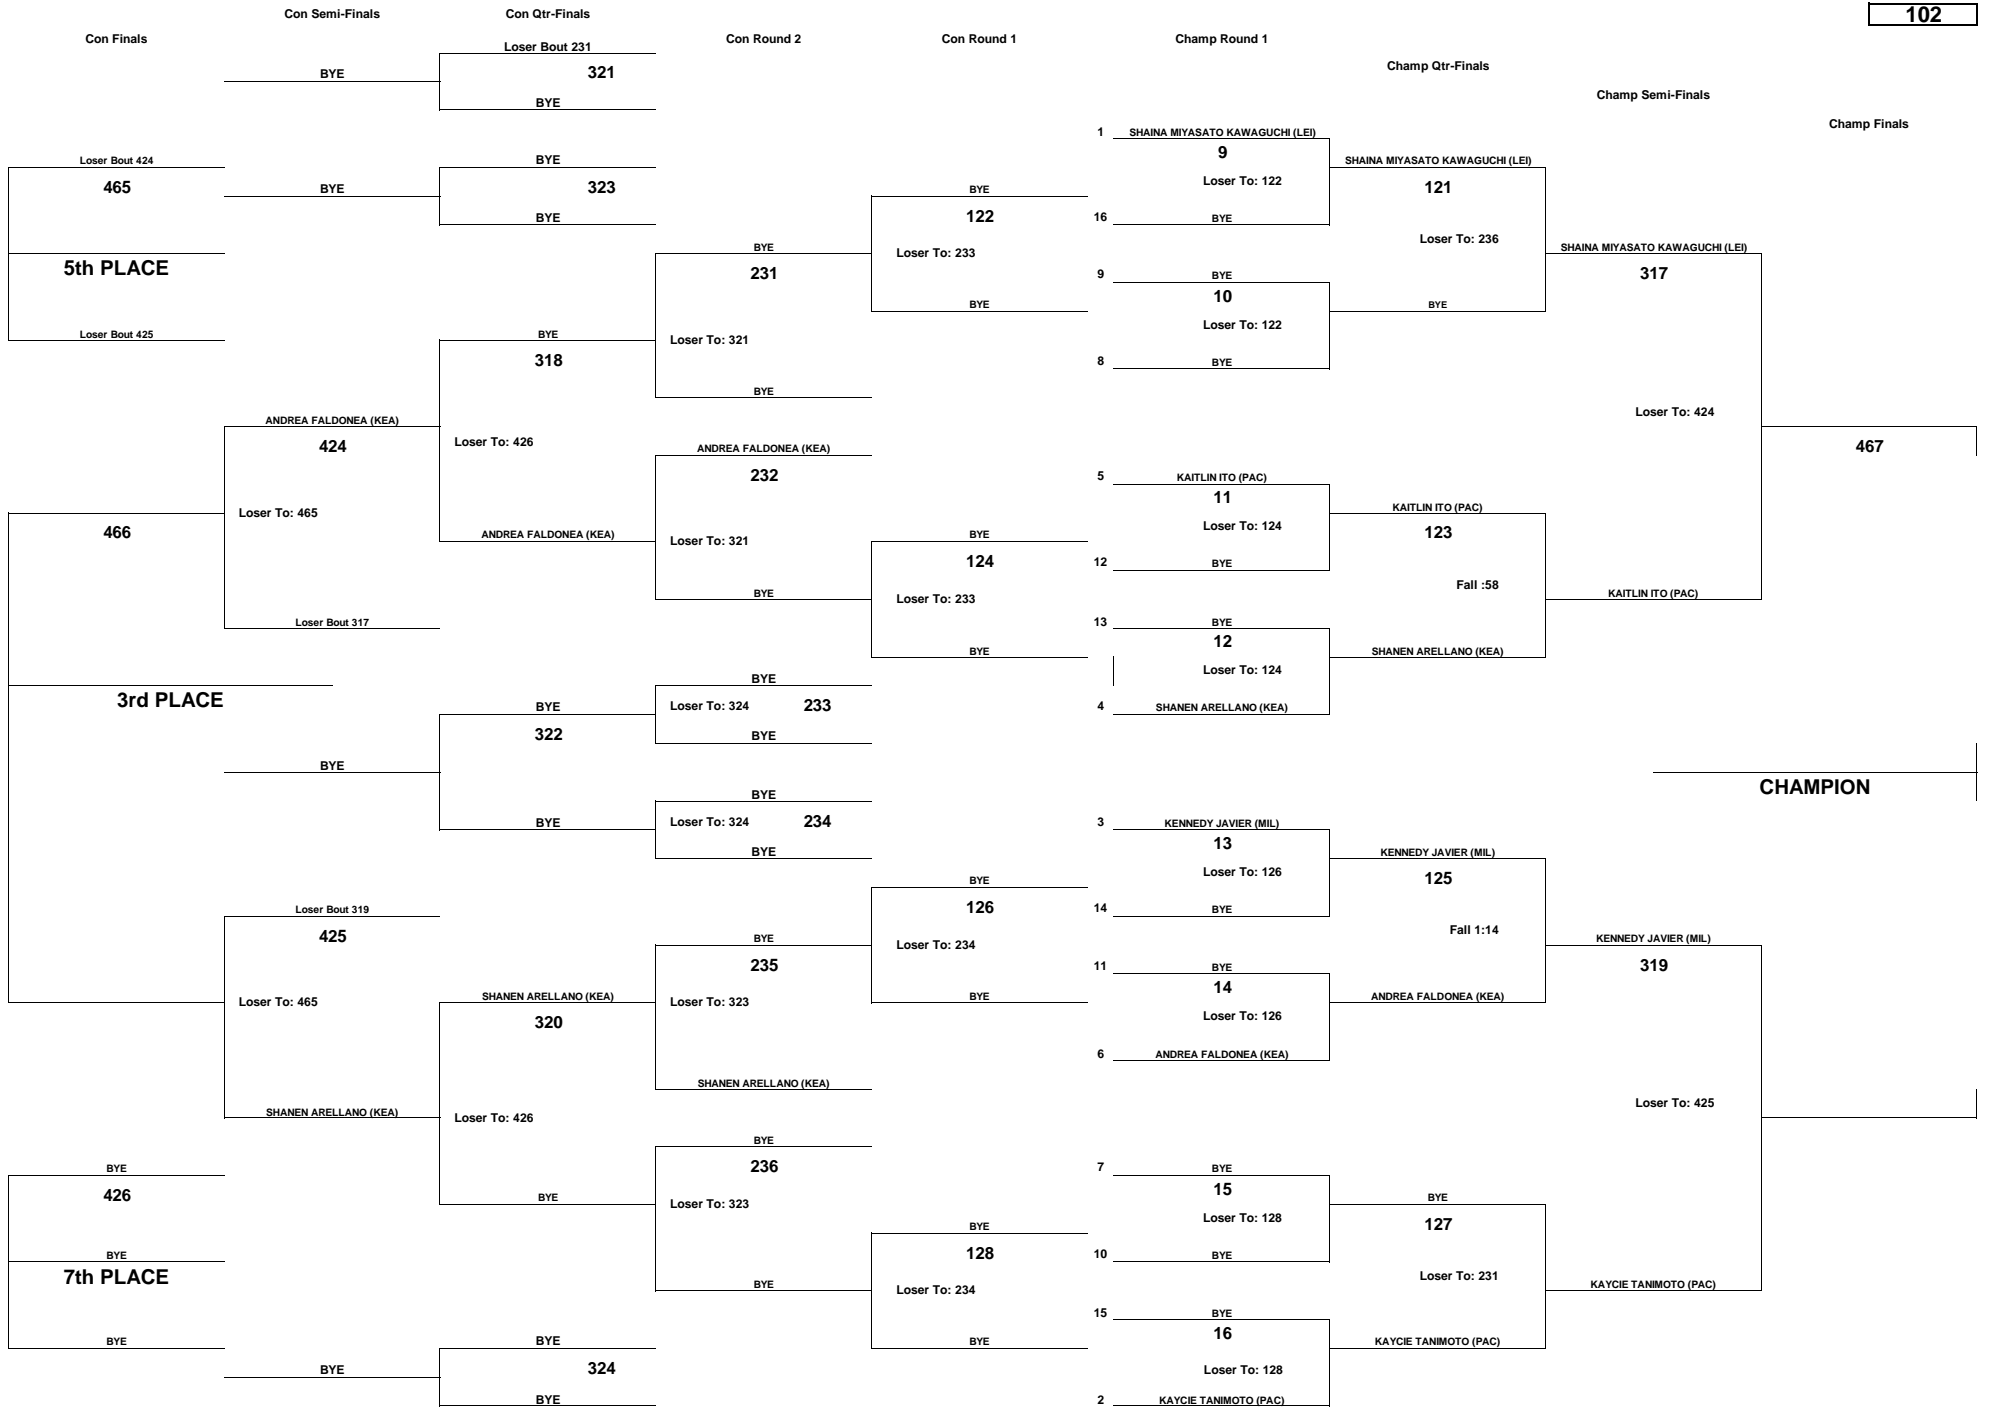 102
Con Semi-Finals
Con Qtr-Finals
Con Finals
Con Round 2
Con Round 1
Champ Round 1
Champ Qtr-Finals
Champ Semi-Finals
Champ Finals
Loser Bout 231
BYE
321
BYE
Loser Bout 424
465
5th PLACE
Loser Bout 425
BYE
BYE
323
BYE
ANDREA FALDONEA (KEA)
424
Loser To: 465
Loser Bout 317
466
3rd PLACE
BYE
318
Loser To: 426
ANDREA FALDONEA (KEA)
BYE
231
Loser To: 321
BYE
ANDREA FALDONEA (KEA)
232
Loser To: 321
BYE
BYE
122
Loser To: 233
BYE
BYE
124
Loser To: 233
BYE
BYE
Loser To: 324 233
BYE
BYE
322
BYE
BYE
BYE
Loser To: 324 234
BYE
Loser Bout 319
425
Loser To: 465
SHANEN ARELLANO (KEA)
SHANEN ARELLANO (KEA)
320
Loser To: 426
BYE
BYE
235
Loser To: 323
SHANEN ARELLANO (KEA)
BYE
236
Loser To: 323
BYE
BYE
126
Loser To: 234
BYE
BYE
128
Loser To: 234
BYE
BYE
426
BYE
7th PLACE
BYE
BYE
BYE
324
BYE
1 SHAINA MIYASATO KAWAGUCHI (LEI)
9
Loser To: 122
16 BYE
9 BYE
10
Loser To: 122
8 BYE
5 KAITLIN ITO (PAC)
11
Loser To: 124
12 BYE
13 BYE
12
Loser To: 124
4 SHANEN ARELLANO (KEA)
3 KENNEDY JAVIER (MIL)
13
Loser To: 126
14 BYE
11 BYE
14
Loser To: 126
6 ANDREA FALDONEA (KEA)
7 BYE
15
Loser To: 128
10 BYE
15 BYE
16
Loser To: 128
2 KAYCIE TANIMOTO (PAC)
SHAINA MIYASATO KAWAGUCHI (LEI)
121
Loser To: 236
BYE
KAITLIN ITO (PAC)
123
Fall :58
SHANEN ARELLANO (KEA)
KENNEDY JAVIER (MIL)
125
Fall 1:14
ANDREA FALDONEA (KEA)
BYE
127
Loser To: 231
KAYCIE TANIMOTO (PAC)
SHAINA MIYASATO KAWAGUCHI (LEI)
317
Loser To: 424
KAITLIN ITO (PAC)
KENNEDY JAVIER (MIL)
319
Loser To: 425
KAYCIE TANIMOTO (PAC)
467
CHAMPION